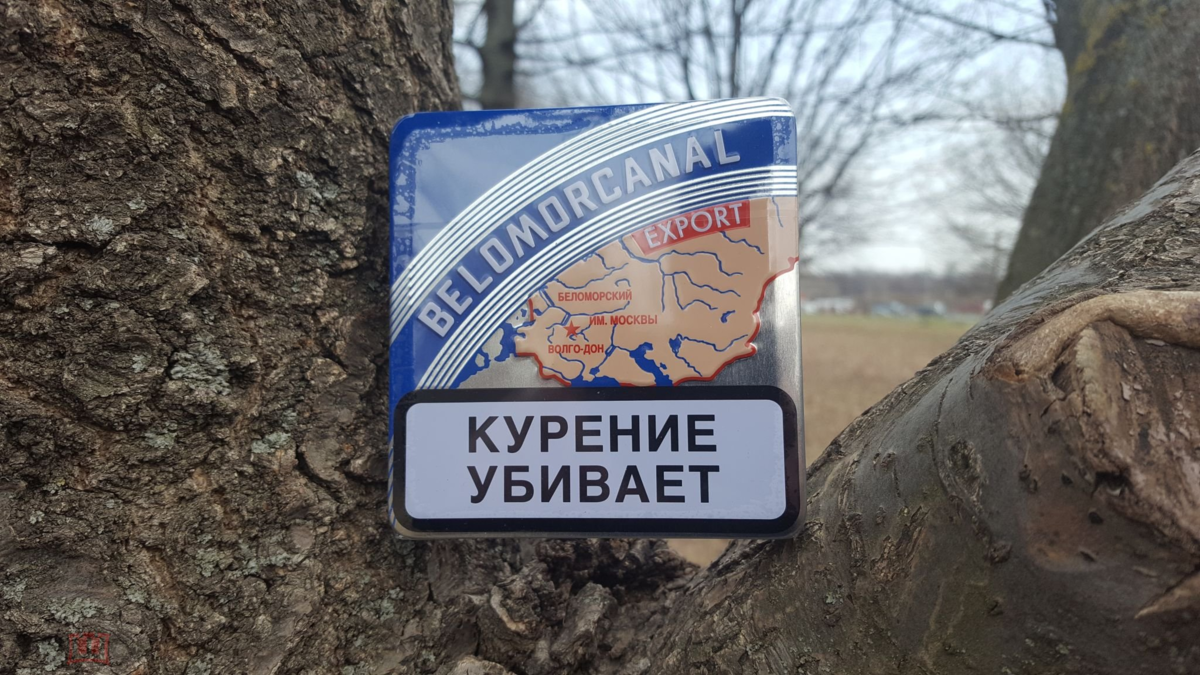 BELOMORCANAL
EXPORT
БЕЛОМОРСКИЙ
ИМ. МОСКВЫ
ВОЛГО-ДОН
КУРЕНИЕ
УБИВАЕТ